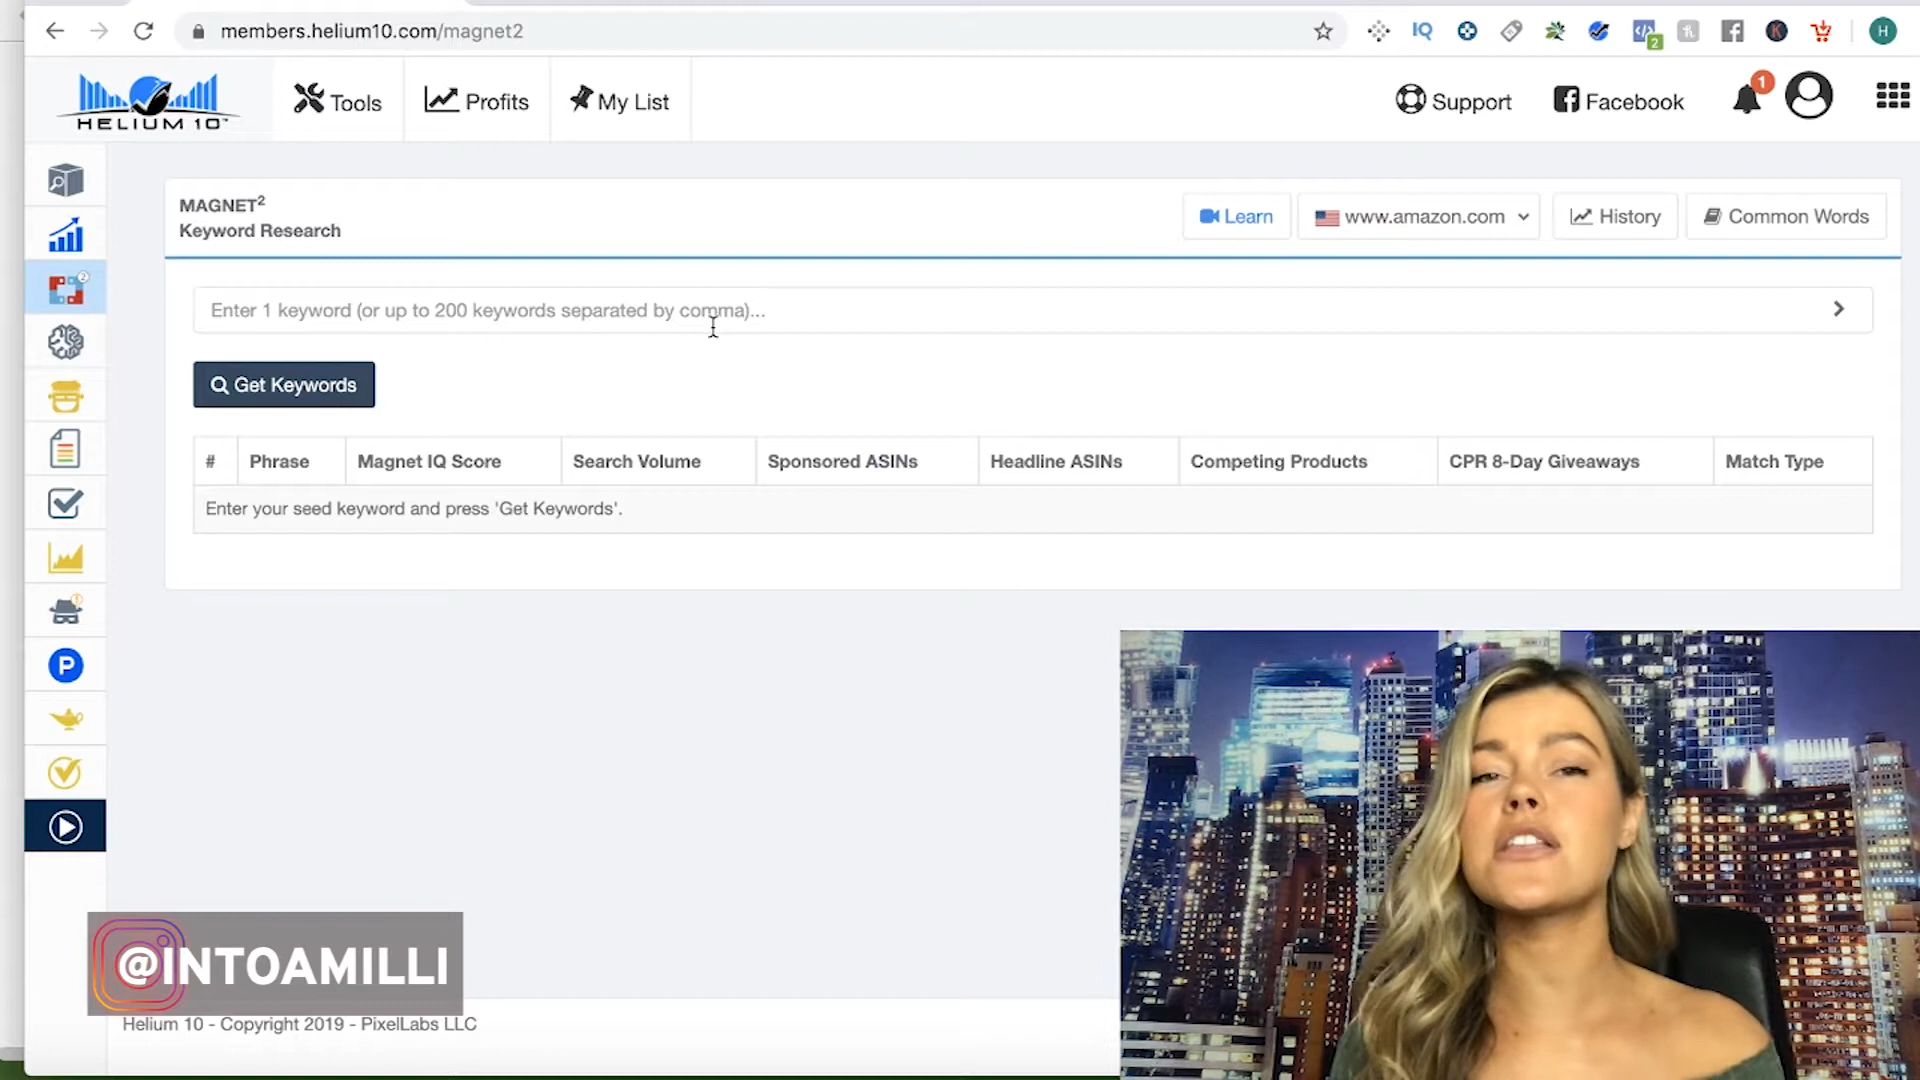 members.helium10.com/magnet2
IQ
2
K
H
HELIUM 10™
Tools
Profits
My List
Support
Facebook
1
MAGNET²
Keyword Research
Learn
www.amazon.com
History
Common Words
Enter 1 keyword (or up to 200 keywords separated by comma)...
Get Keywords
# Phrase Magnet IQ Score Search Volume Sponsored ASINs Headline ASINs Competing Products CPR 8-Day Giveaways Match Type
Enter your seed keyword and press 'Get Keywords'.
P
@INTOAMILLI
Helium 10 - Copyright 2019 - PixelLabs LLC